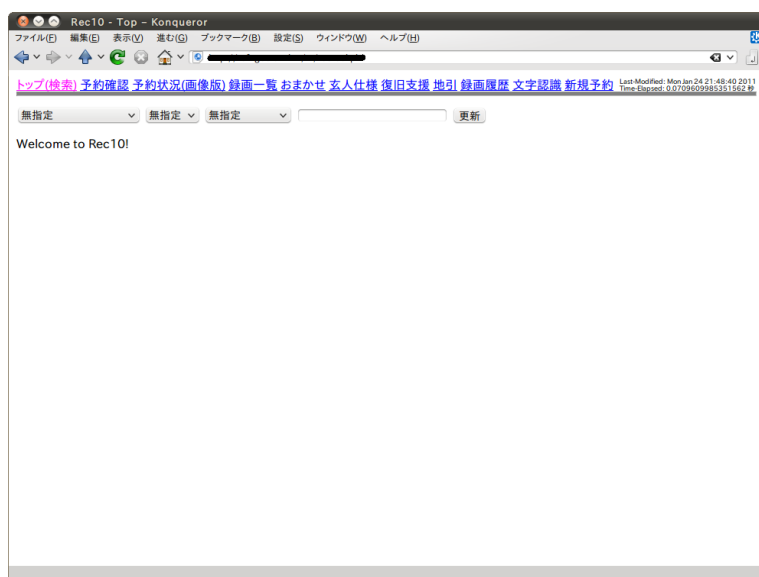 Rec10 - Top – Konqueror
ファイル(F) 編集(E) 表示(V) 進む(G) ブックマーク(B) 設定(S) ウィンドウ(W) ヘルプ(H)
トップ(検索) 予約確認 予約状況(画像版) 録画一覧 おまかせ 玄人仕様 復旧支援 地引 録画履歴 文字認識 新規予約
Last-Modified: Mon Jan 24 21:48:40 2011
Time-Elapsed: 0.0709609985351562 秒
無指定 無指定 無指定 更新
Welcome to Rec10!